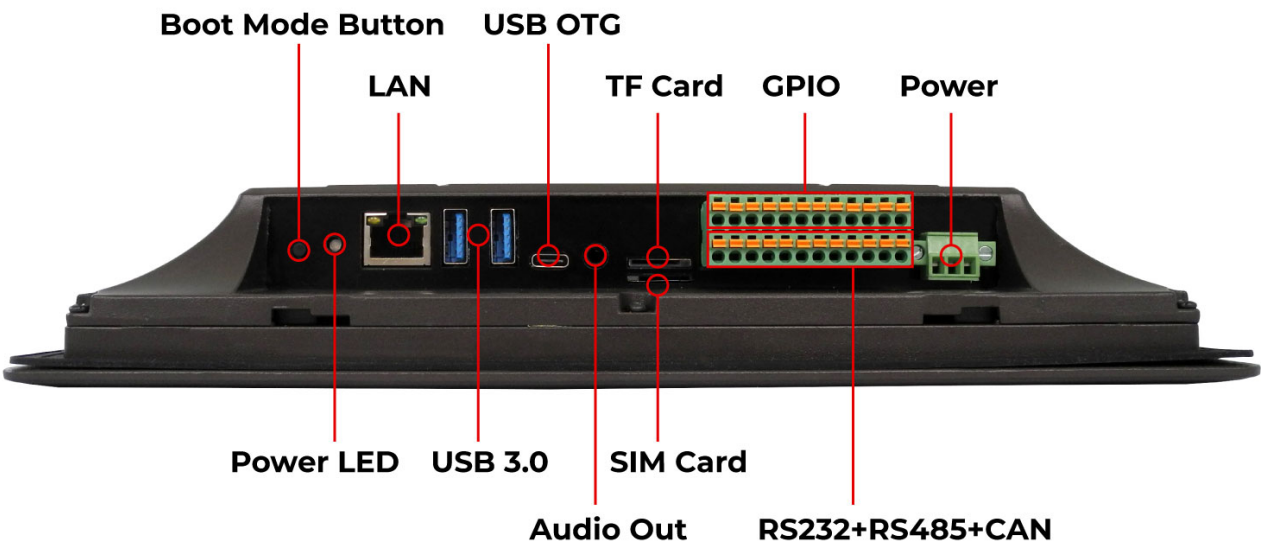 Boot Mode Button
USB OTG
LAN
TF Card
GPIO
Power
Power LED
USB 3.0
SIM Card
Audio Out
RS232+RS485+CAN